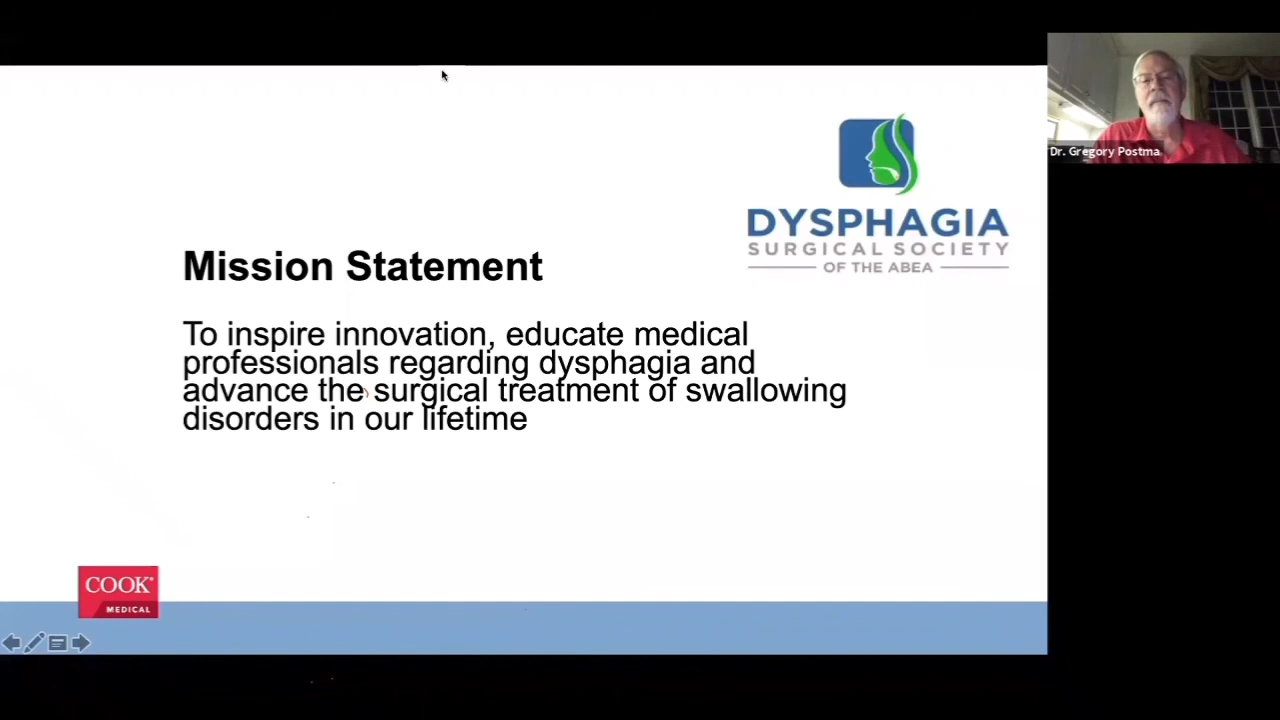 Dr. Gregory Postma
DYSPHAGIA
SURGICAL SOCIETY
OF THE ABEA
Mission Statement
To inspire innovation, educate medical
professionals regarding dysphagia and
advance the surgical treatment of swallowing
disorders in our lifetime
COOK®
MEDICAL